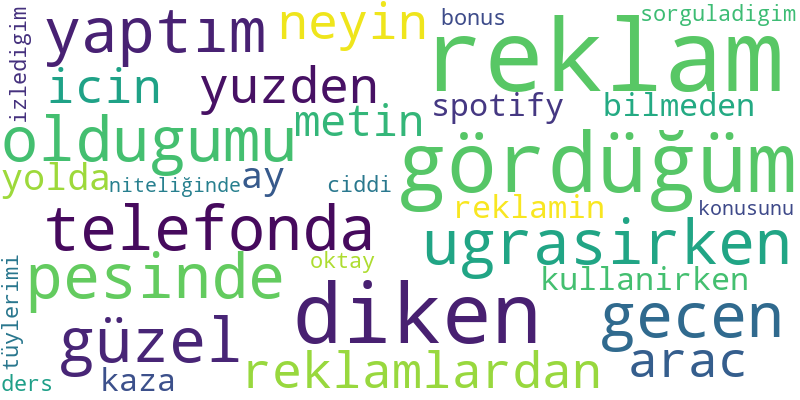 izledigim
yaptım
neyin
bonus
sorguladigim
reklam
icin
yuzden
metin
spotify
bilmeden
oldugumu
gördüğüm
yolda
niteliğinde
ay
ciddi
reklamin
konusunu
telefonda
ugrasirken
pesinde
oktay
kullanirken
tüylerimi
güzel
diken
gecen
reklamlardan
arac
ders
kaza